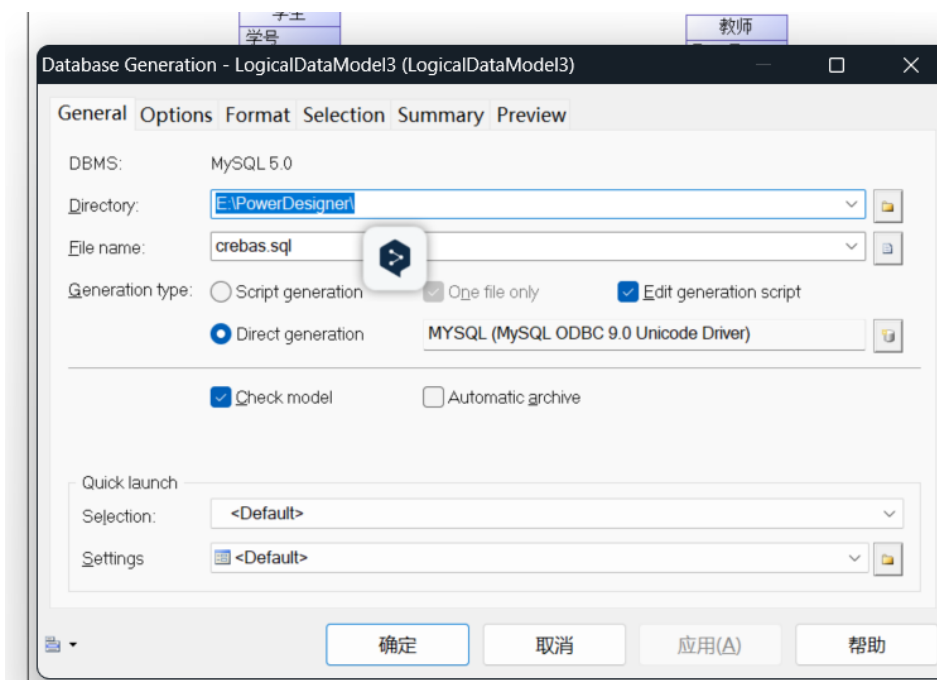 学生
学号
教师
Database Generation - LogicalDataModel3 (LogicalDataModel3)
General Options Format Selection Summary Preview
DBMS: MySQL 5.0
Directory: E:\PowerDesigner\
File name: crebas.sql
Generation type: Script generation One file only Edit generation script
Direct generation MYSQL (MySQL ODBC 9.0 Unicode Driver)
Check model Automatic archive
Quick launch
Selection: <Default>
Settings <Default>
确定 取消 应用(A) 帮助